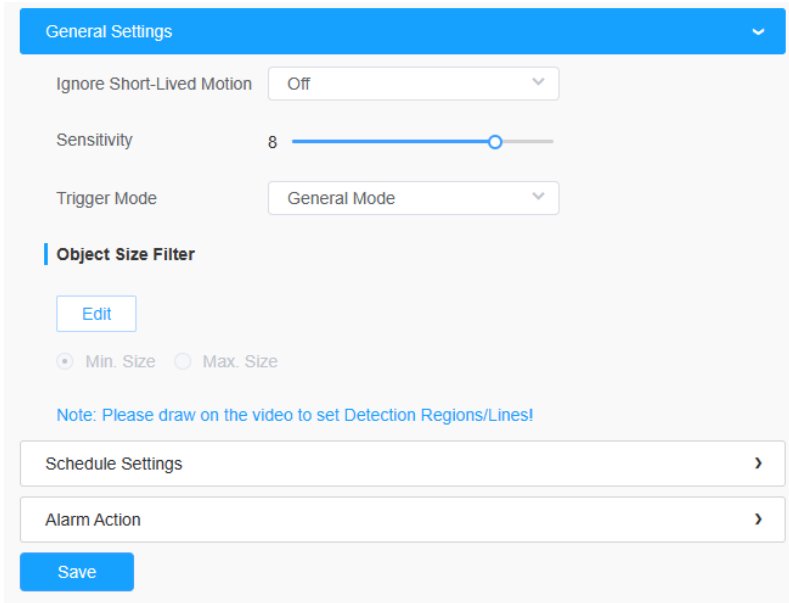 General Settings
Ignore Short-Lived Motion Off
Sensitivity 8
Trigger Mode General Mode
Object Size Filter
Edit
Min. Size Max. Size
Note: Please draw on the video to set Detection Regions/Lines!
Schedule Settings
Alarm Action
Save